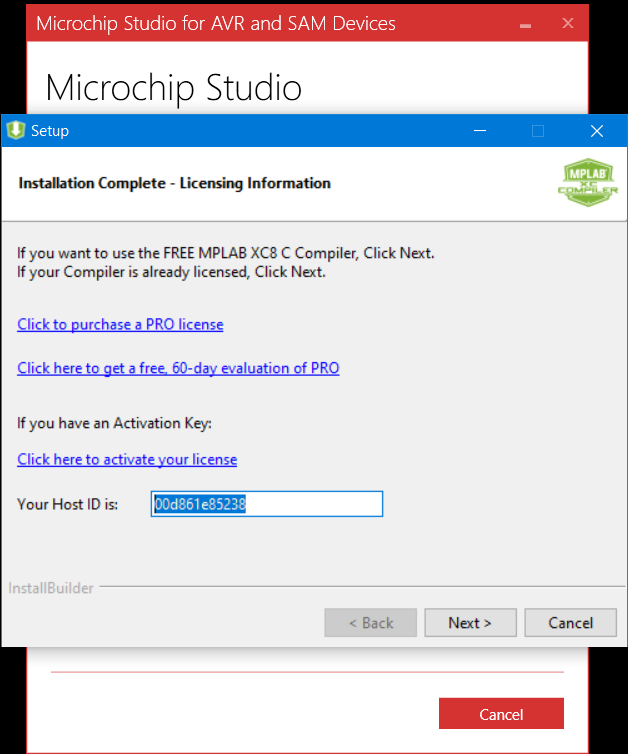 Microchip Studio for AVR and SAM Devices
Microchip Studio
Setup
Installation Complete - Licensing Information
MPLAB
XC
COMPILER
If you want to use the FREE MPLAB XC8 C Compiler, Click Next.
If your Compiler is already licensed, Click Next.
Click to purchase a PRO license
Click here to get a free, 60-day evaluation of PRO
If you have an Activation Key:
Click here to activate your license
Your Host ID is: 00d861e85238
InstallBuilder
< Back Next > Cancel
Cancel